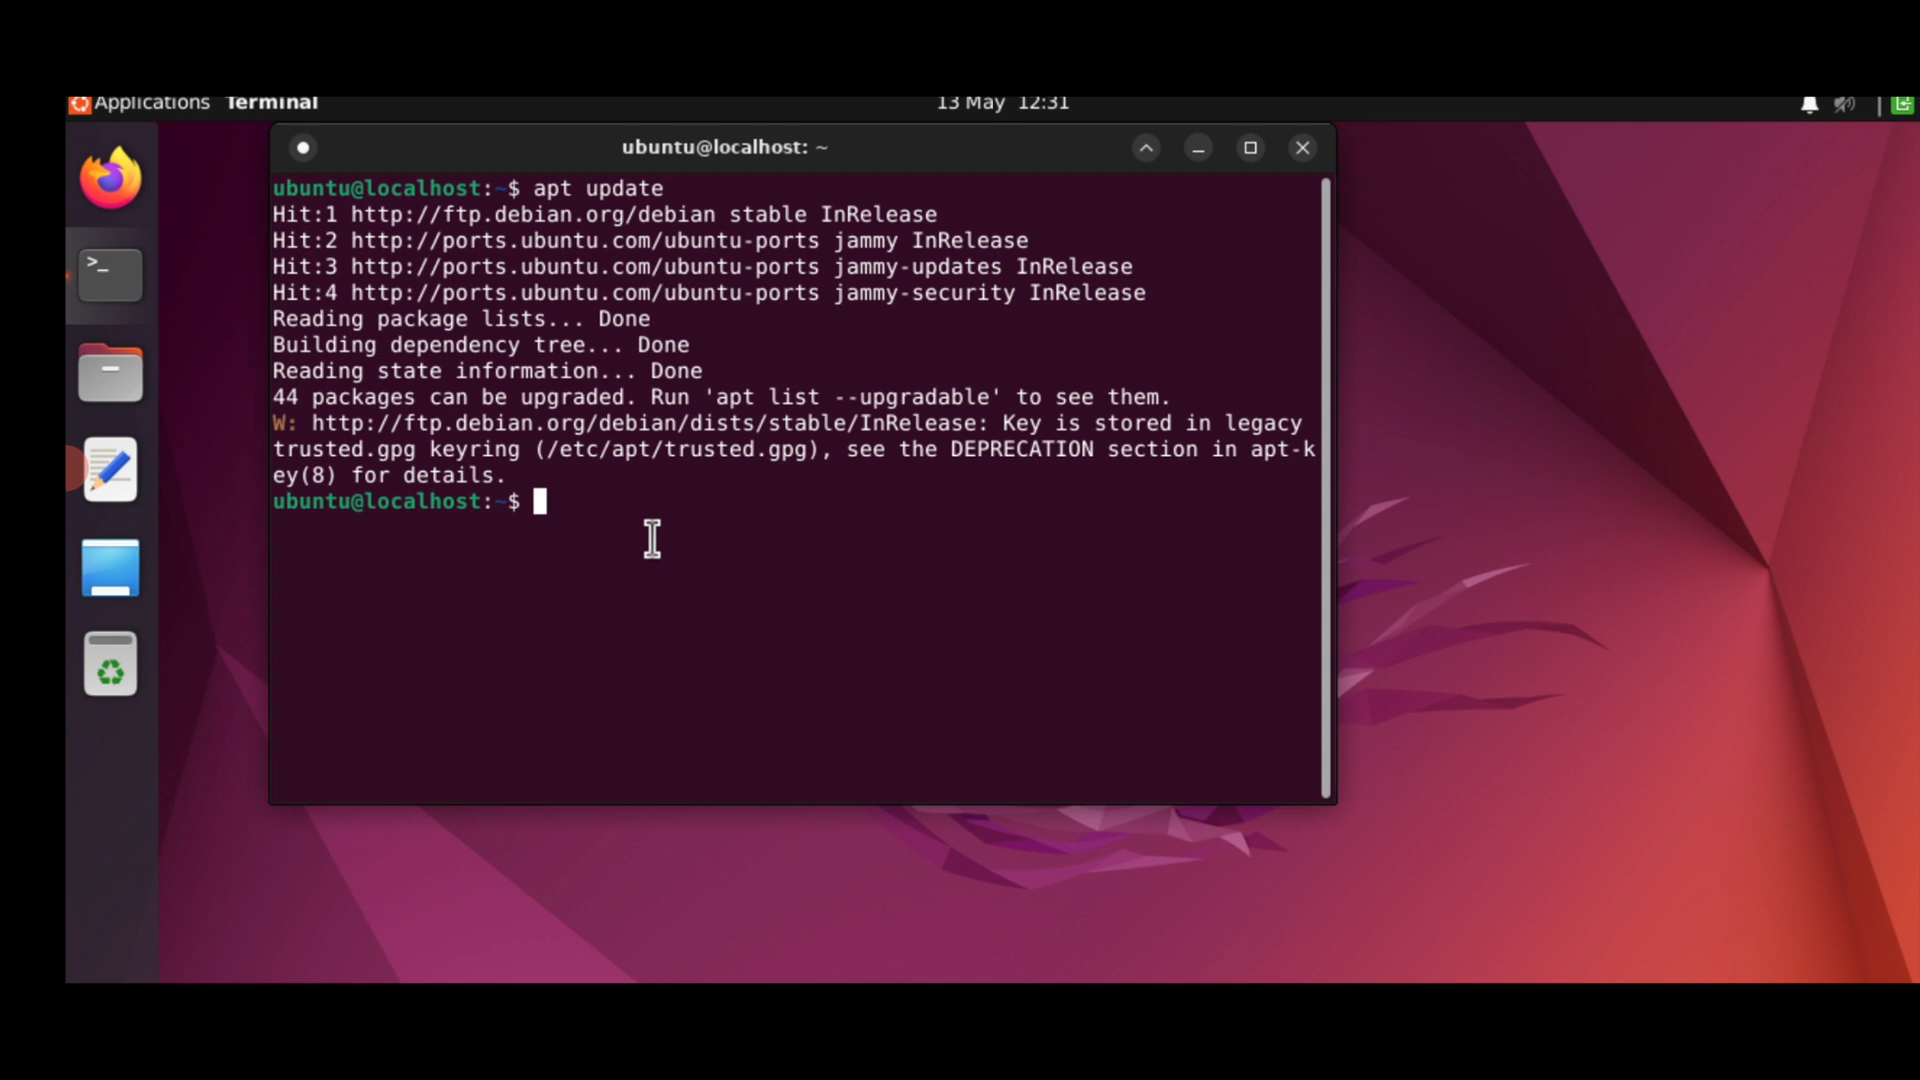 Applications Terminal 13 May 12:31
ubuntu@localhost: ~
ubuntu@localhost:~$ apt update
Hit:1 http://ftp.debian.org/debian stable InRelease
Hit:2 http://ports.ubuntu.com/ubuntu-ports jammy InRelease
Hit:3 http://ports.ubuntu.com/ubuntu-ports jammy-updates InRelease
Hit:4 http://ports.ubuntu.com/ubuntu-ports jammy-security InRelease
Reading package lists... Done
Building dependency tree... Done
Reading state information... Done
44 packages can be upgraded. Run 'apt list --upgradable' to see them.
W: http://ftp.debian.org/debian/dists/stable/InRelease: Key is stored in legacy
trusted.gpg keyring (/etc/apt/trusted.gpg), see the DEPRECATION section in apt-k
ey(8) for details.
ubuntu@localhost:~$
>_